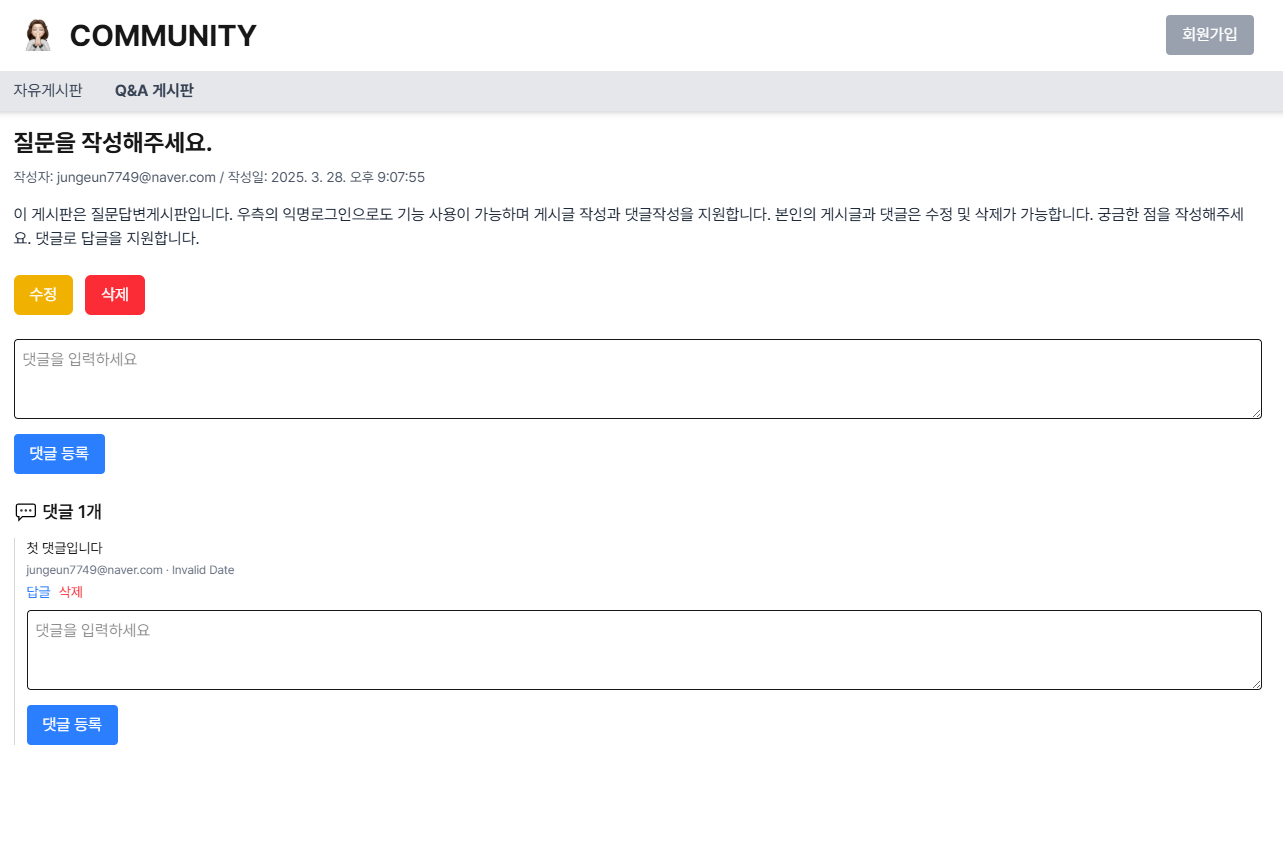 COMMUNITY
회원가입
자유게시판
Q&A 게시판
질문을 작성해주세요.
작성자: jungeun7749@naver.com / 작성일: 2025. 3. 28. 오후 9:07:55
이 게시판은 질문답변게시판입니다. 우측의 익명로그인으로도 기능 사용이 가능하며 게시글 작성과 댓글작성을 지원합니다. 본인의 게시글과 댓글은 수정 및 삭제가 가능합니다. 궁금한 점을 작성해주세
요. 댓글로 답글을 지원합니다.
수정
삭제
댓글을 입력하세요
댓글 등록
댓글 1개
첫 댓글입니다
jungeun7749@naver.com · Invalid Date
답글 삭제
댓글을 입력하세요
댓글 등록